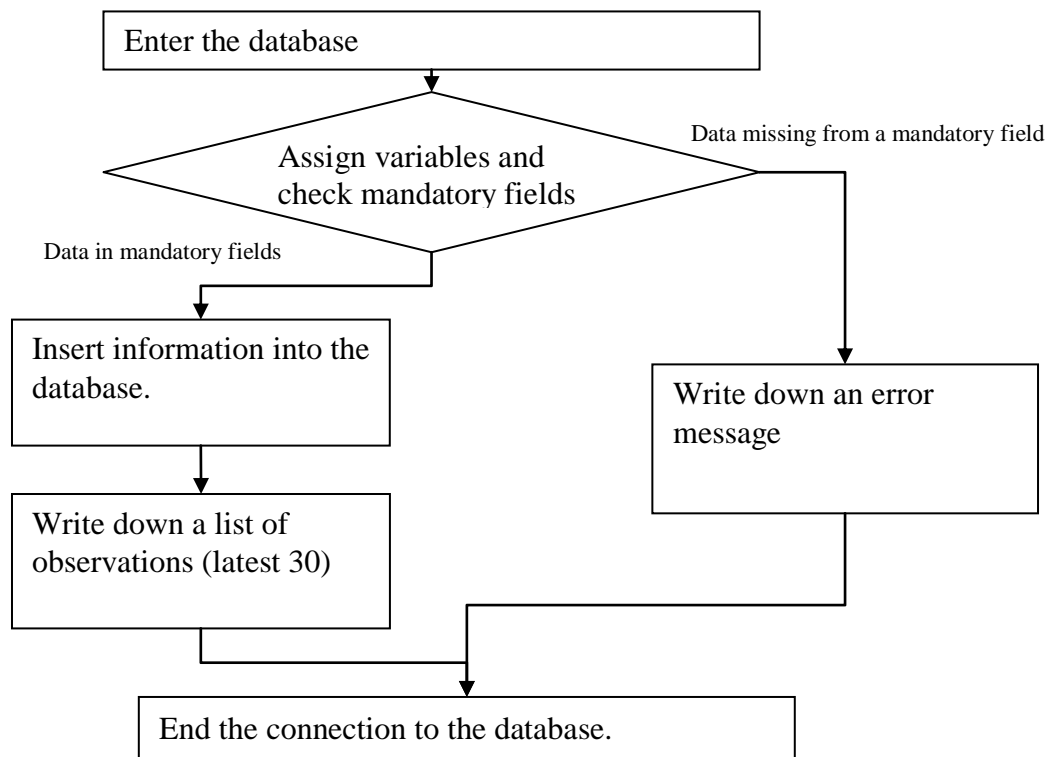 Enter the database
Data missing from a mandatory field
Assign variables and
check mandatory fields
Data in mandatory fields
Insert information into the
database.
Write down an error
message
Write down a list of
observations (latest 30)
End the connection to the database.